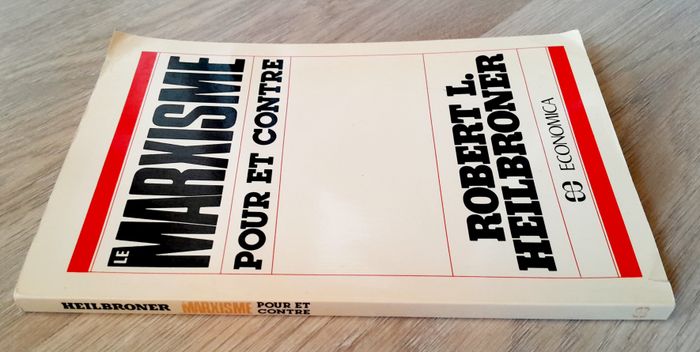 LE
MARXISME
POUR ET CONTRE
ROBERT L.
HEILBRONER
ECONOMICA
HEILBRONER MARXISME POUR ET
CONTRE